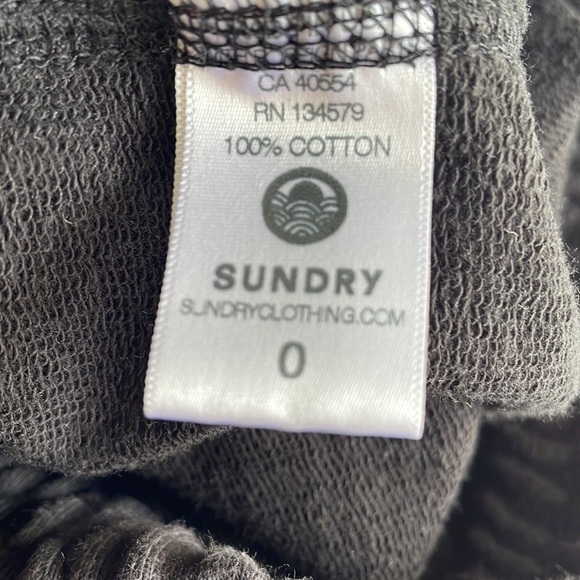 CA 40554
RN 134579
100% COTTON
SUNDRY
SUNDRYCLOTHING.COM
0